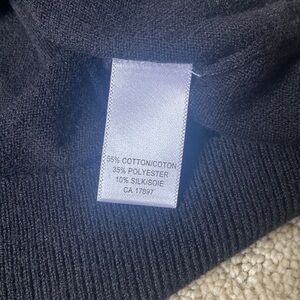 55% COTTON/COTON
35% POLYESTER
10% SILK/SOIE
CA 17897